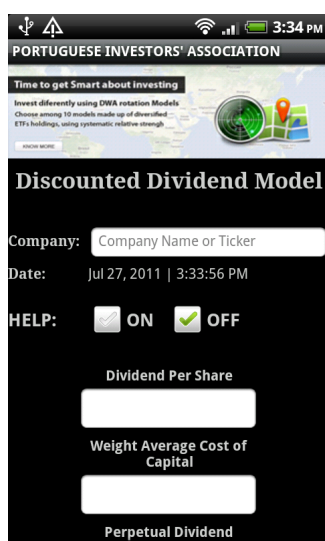 3:34 PM
PORTUGUESE INVESTORS' ASSOCIATION
Time to get Smart about investing
Invest diferently using DWA rotation Models
Choose among 10 models made up of diversified
ETFs holdings, using systematic relative strengh
KNOW MORE
Discounted Dividend Model
Company: Company Name or Ticker
Date: Jul 27, 2011 | 3:33:56 PM
HELP: ON OFF
Dividend Per Share
Weight Average Cost of
Capital
Perpetual Dividend